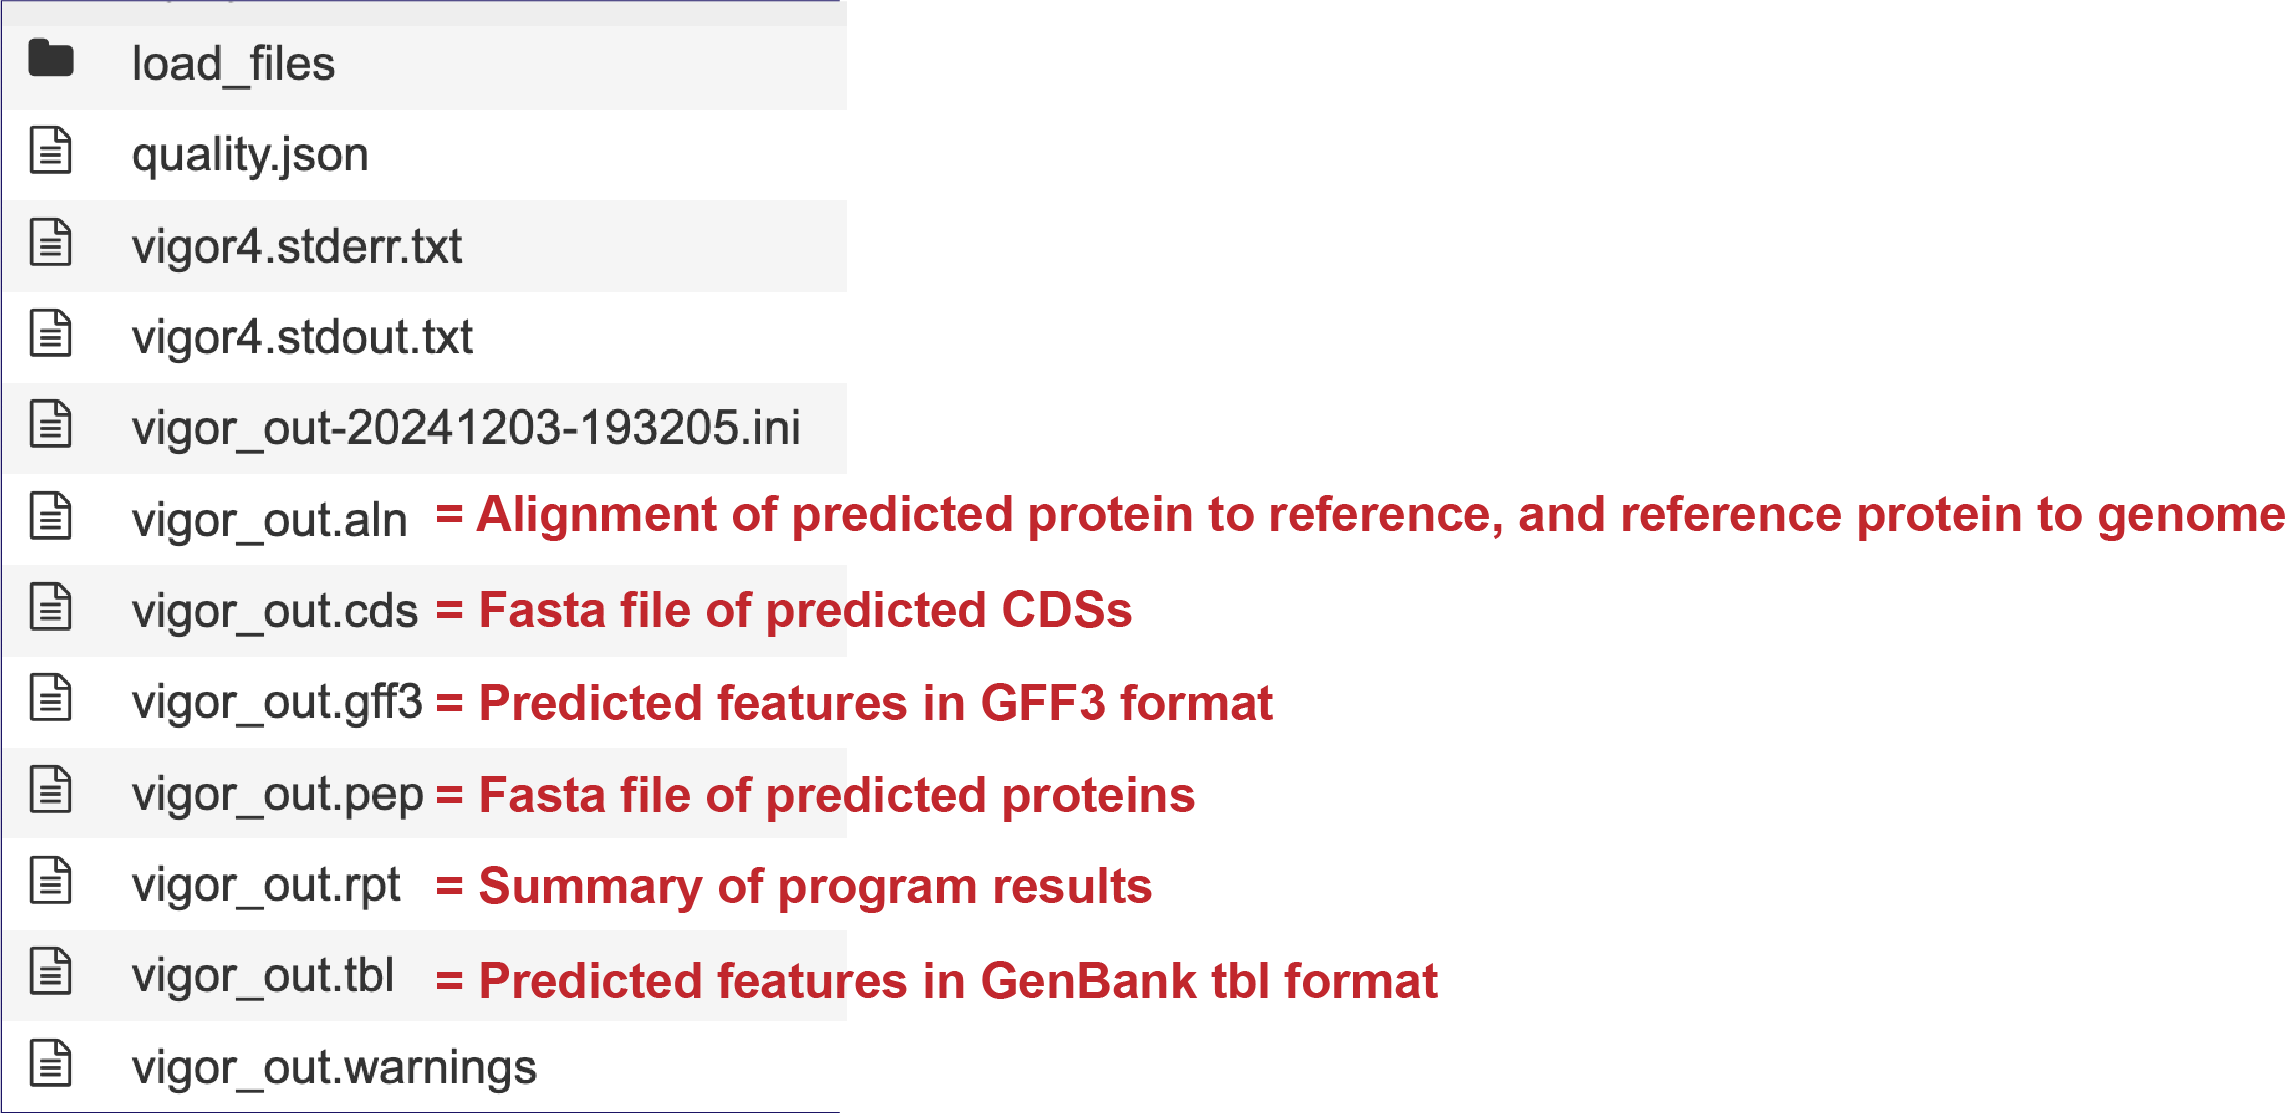 load_files
quality.json
vigor4.stderr.txt
vigor4.stdout.txt
vigor_out-20241203-193205.ini
vigor_out.aln = Alignment of predicted protein to reference, and reference protein to genome
vigor_out.cds = Fasta file of predicted CDSs
vigor_out.gff3 = Predicted features in GFF3 format
vigor_out.pep = Fasta file of predicted proteins
vigor_out.rpt = Summary of program results
vigor_out.tbl = Predicted features in GenBank tbl format
vigor_out.warnings